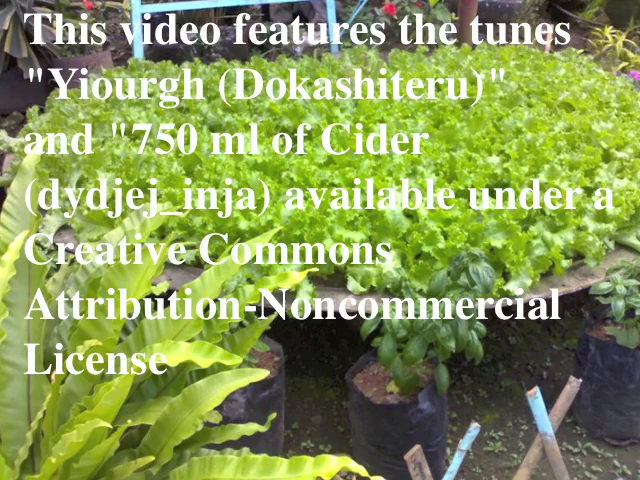 This video features the tunes
"Yiourgh (Dokashiteru)"
and "750 ml of Cider
(dydjej_inja) available under a
Creative Commons
Attribution-Noncommercial
License